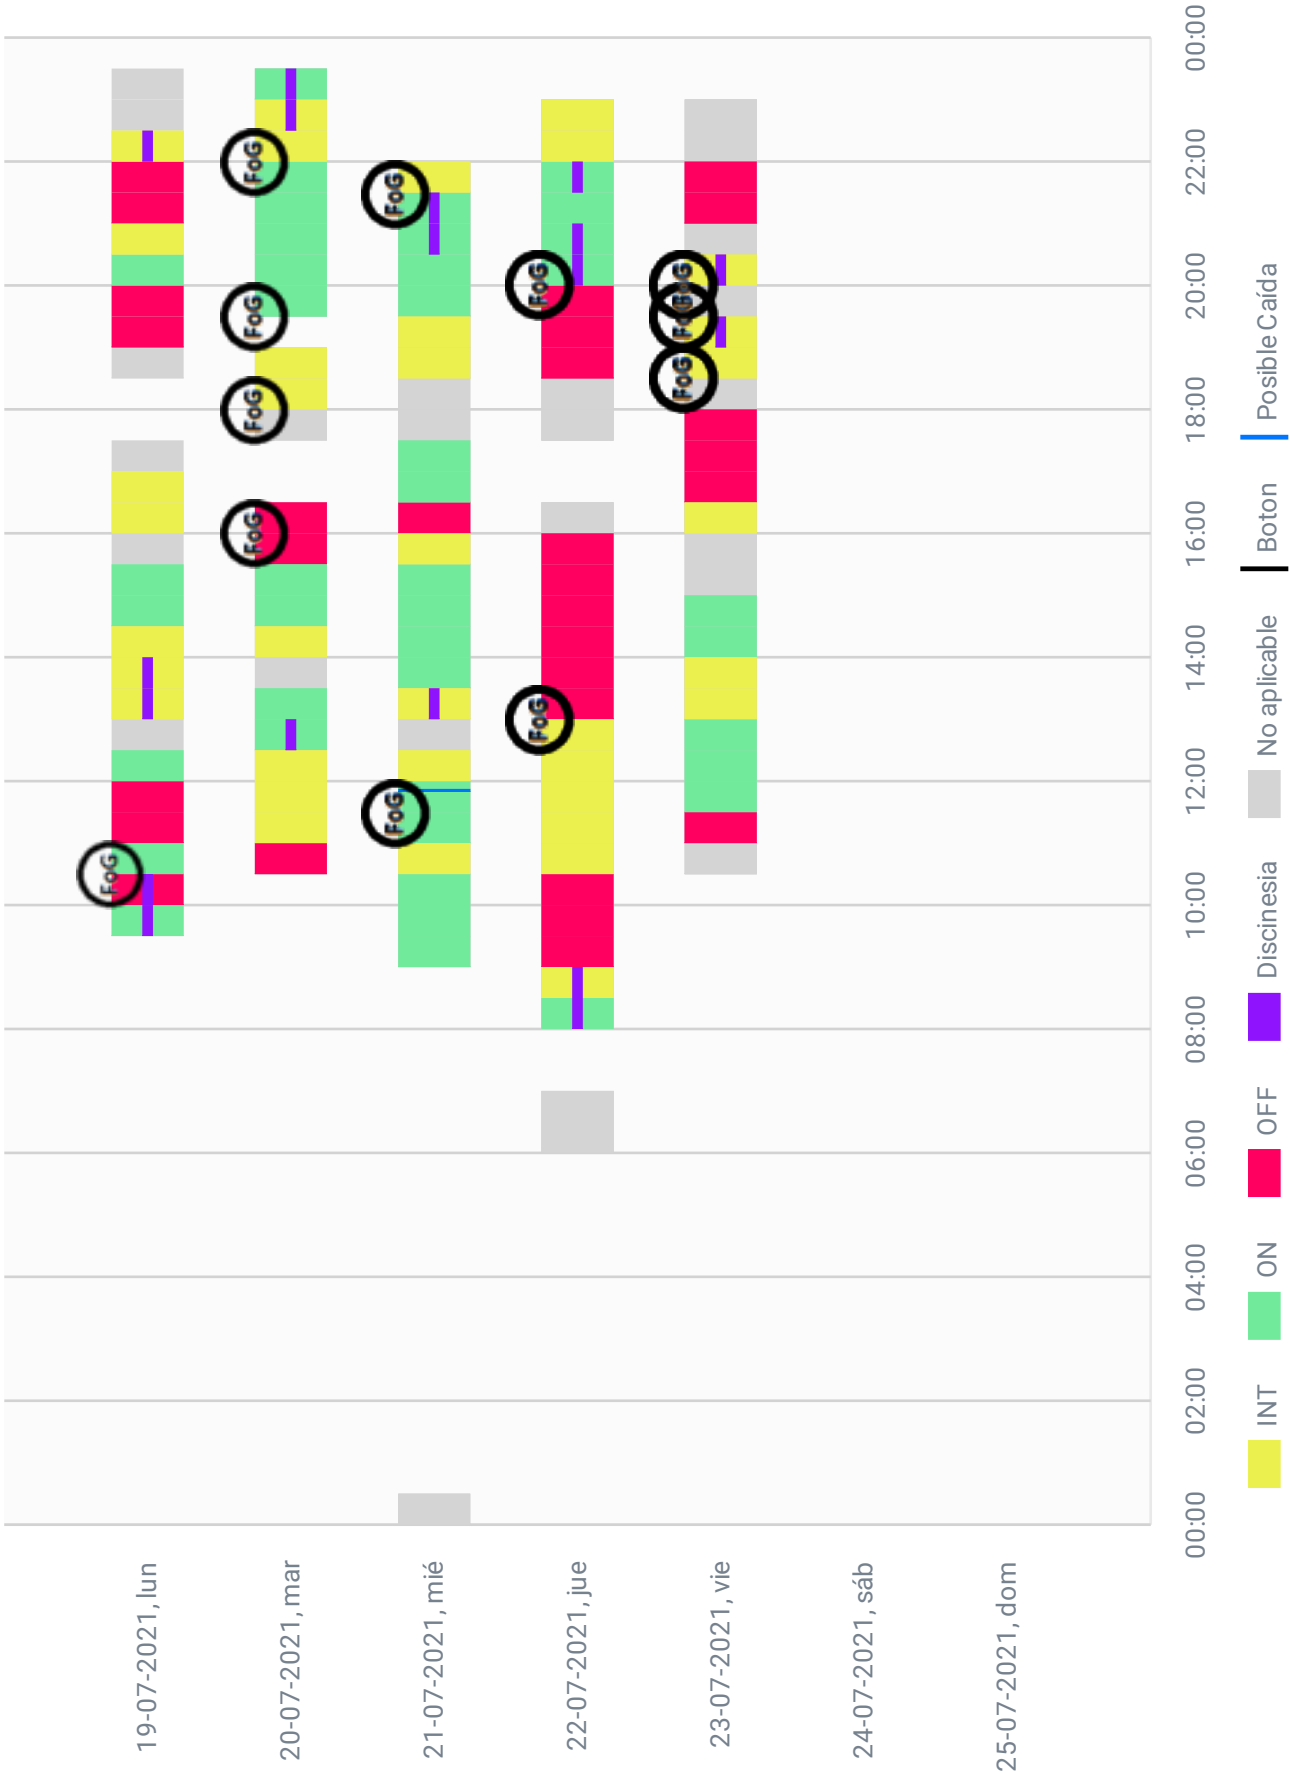 19-07-2021, lun
FoG
20-07-2021, mar
FoG
FoG
FoG
FoG
21-07-2021, mié
FoG
FoG
22-07-2021, jue
FoG
FoG
23-07-2021, vie
FoG
FoG
FoG
24-07-2021, sáb
25-07-2021, dom
00:00
02:00
04:00
06:00
08:00
10:00
12:00
14:00
16:00
18:00
20:00
22:00
00:00
INT
ON
OFF
Discinesia
No aplicable
Boton
Posible Caída